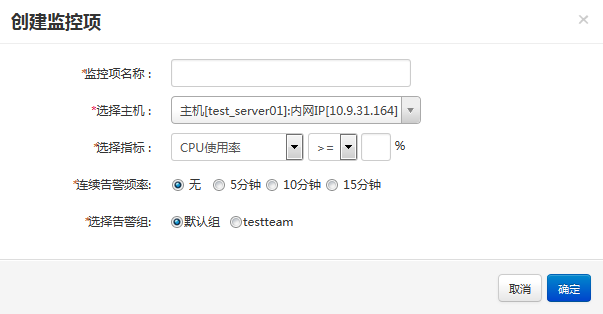 创建监控项 ×
*监控项名称：
*选择主机： 主机[test_server01]:内网IP[10.9.31.164]
*选择指标： CPU使用率 >= %
*连续告警频率: 无 5分钟 10分钟 15分钟
*选择告警组: 默认组 testteam
取消 确定